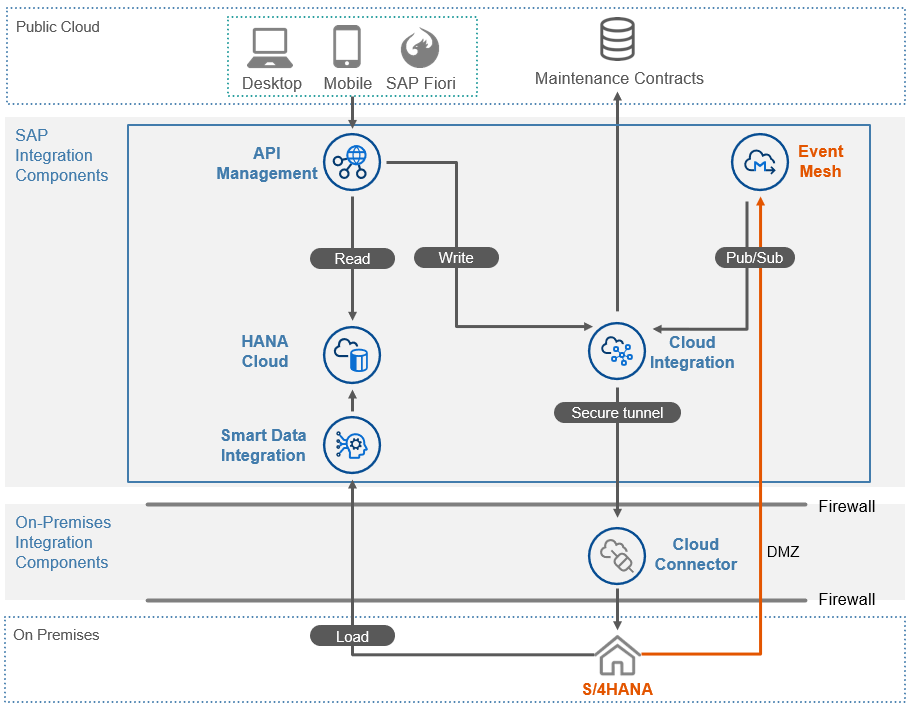 Public Cloud
Desktop
Mobile
SAP Fiori
Maintenance Contracts
SAP
Integration
Components
API
Management
Event
Mesh
Read
Write
Pub/Sub
HANA
Cloud
Cloud
Integration
Secure tunnel
Smart Data
Integration
Firewall
On-Premises
Integration
Components
Cloud
Connector
DMZ
Firewall
On Premises
Load
S/4HANA